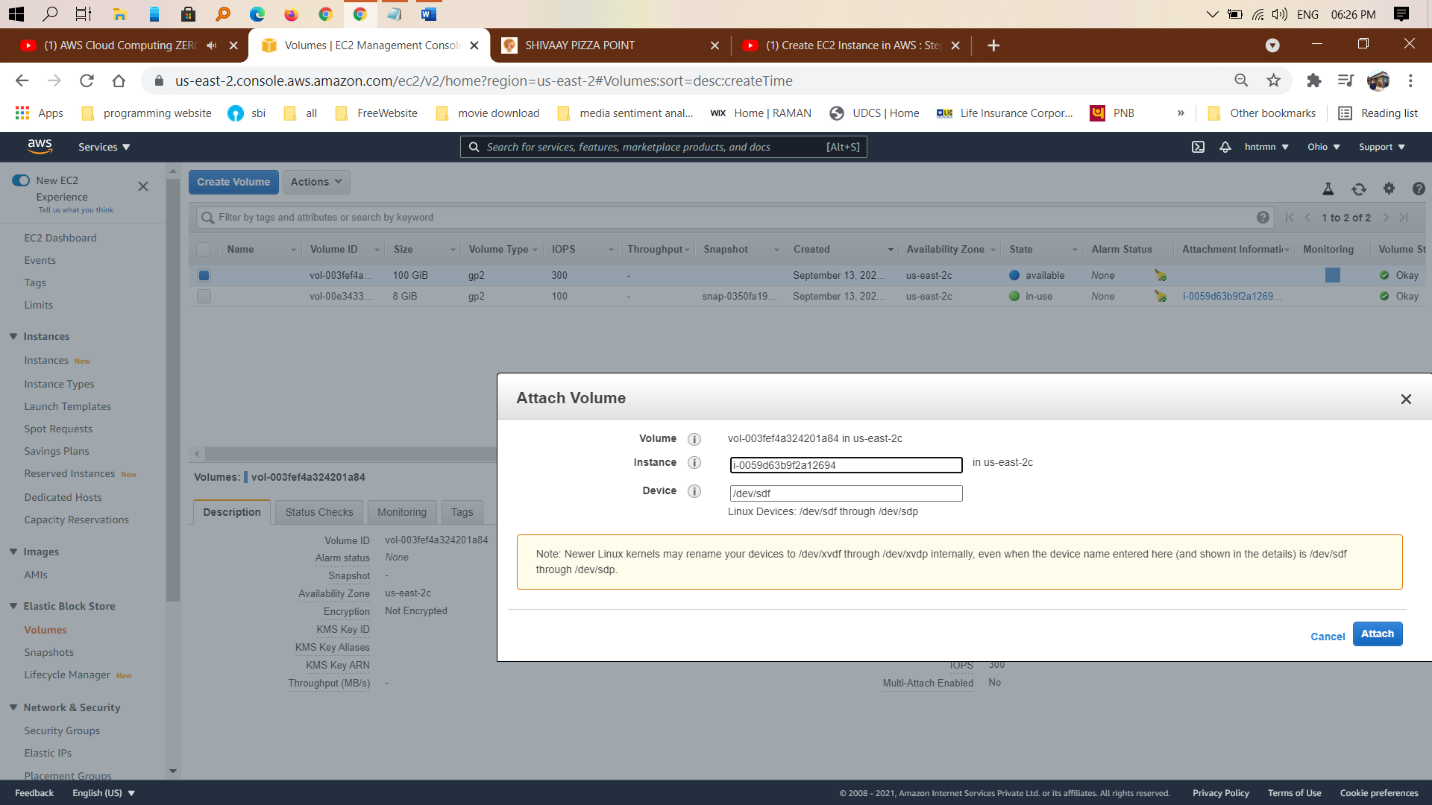 ENG 06:26 PM
(1) AWS Cloud Computing ZERO
Volumes | EC2 Management Console
SHIVAAY PIZZA POINT
(1) Create EC2 Instance in AWS : Step
us-east-2.console.aws.amazon.com/ec2/v2/home?region=us-east-2#Volumes:sort=desc:createTime
Apps programming website sbi all FreeWebsite movie download media sentiment anal... WIX Home | RAMAN UDCS | Home LIC Life Insurance Corpor... PNB » Other bookmarks Reading list
aws Services Search for services, features, marketplace products, and docs [Alt+S] hntrmn Ohio Support
New EC2
Experience
Tell us what you think
Create Volume Actions
Filter by tags and attributes or search by keyword 1 to 2 of 2
EC2 Dashboard
Events
Tags
Limits
Instances
Instances New
Instance Types
Launch Templates
Spot Requests
Savings Plans
Reserved Instances New
Dedicated Hosts
Capacity Reservations
Images
AMIs
Elastic Block Store
Volumes
Snapshots
Lifecycle Manager New
Network & Security
Security Groups
Elastic IPs
Placement Groups
Name Volume ID Size Volume Type IOPS Throughput Snapshot Created Availability Zone State Alarm Status Attachment Informati Monitoring Volume St
vol-003fef4a... 100 GiB gp2 300 - September 13, 202... us-east-2c available None Okay
vol-00e3433... 8 GiB gp2 100 - snap-0350fa19... September 13, 202... us-east-2c in-use None i-0059d63b9f2a1269... Okay
Attach Volume
Volume vol-003fef4a324201a84 in us-east-2c
Instance i-0059d63b9f2a12694 in us-east-2c
Device /dev/sdf
Linux Devices: /dev/sdf through /dev/sdp
Note: Newer Linux kernels may rename your devices to /dev/xvdf through /dev/xvdp internally, even when the device name entered here (and shown in the details) is /dev/sdf
through /dev/sdp.
Cancel Attach
Volumes: vol-003fef4a324201a84
Description Status Checks Monitoring Tags
Volume ID vol-003fef4a324201a84
Alarm status None
Snapshot -
Availability Zone us-east-2c
Encryption Not Encrypted
KMS Key ID
KMS Key Aliases
KMS Key ARN
Throughput (MB/s) -
IOPS 300
Multi-Attach Enabled No
Feedback English (US) © 2008 - 2021, Amazon Internet Services Private Ltd. or its affiliates. All rights reserved. Privacy Policy Terms of Use Cookie preferences